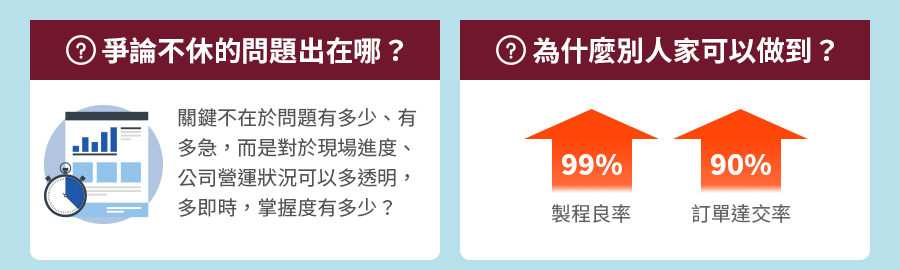 爭論不休的問題出在哪？
關鍵不在於問題有多少、有
多急，而是對於現場進度、
公司營運狀況可以多透明，
多即時，掌握度有多少？
為什麼別人家可以做到？
99%
製程良率
90%
訂單達交率